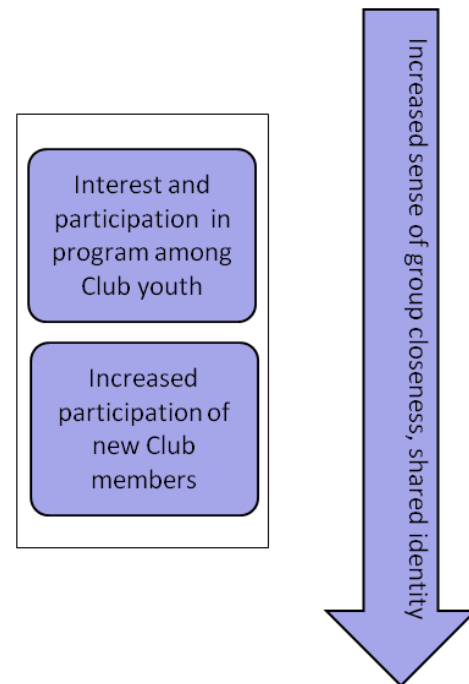 Interest and
participation in
program among
Club youth
Increased
participation of
new Club
members
Increased sense of group closeness, shared identity